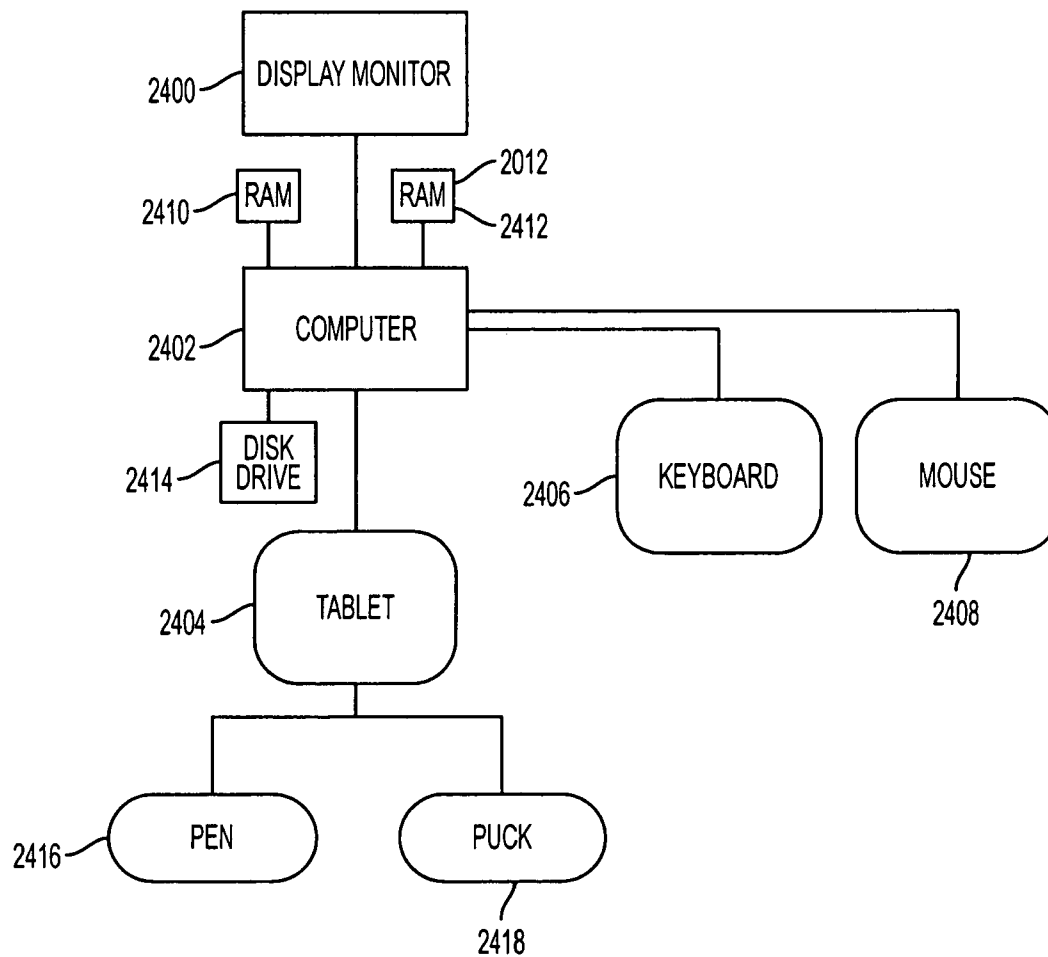 DISPLAY MONITOR
2400
RAM
2410
RAM
2012
2412
COMPUTER
2402
DISK
DRIVE
2414
KEYBOARD
2406
MOUSE
2408
TABLET
2404
PEN
2416
PUCK
2418